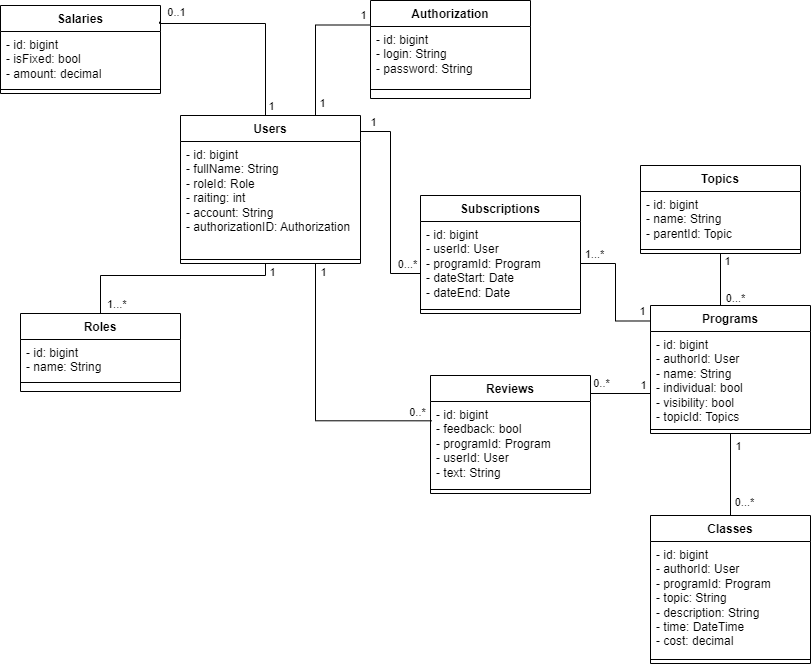 Salaries
- id: bigint
- isFixed: bool
- amount: decimal
0..1
1
Authorization
- id: bigint
- login: String
- password: String
1
1
Users
- id: bigint
- fullName: String
- roleId: Role
- raiting: int
- account: String
- authorizationID: Authorization
1
1
1
0...*
Subscriptions
- id: bigint
- userId: User
- programId: Program
- dateStart: Date
- dateEnd: Date
1...*
1
Topics
- id: bigint
- name: String
- parentId: Topic
1
0...*
Roles
- id: bigint
- name: String
1...*
Programs
- id: bigint
- authorId: User
- name: String
- individual: bool
- visibility: bool
- topicId: Topics
1
Reviews
- id: bigint
- feedback: bool
- programId: Program
- userId: User
- text: String
0..*
0..*
1
0...*
Classes
- id: bigint
- authorId: User
- programId: Program
- topic: String
- description: String
- time: DateTime
- cost: decimal